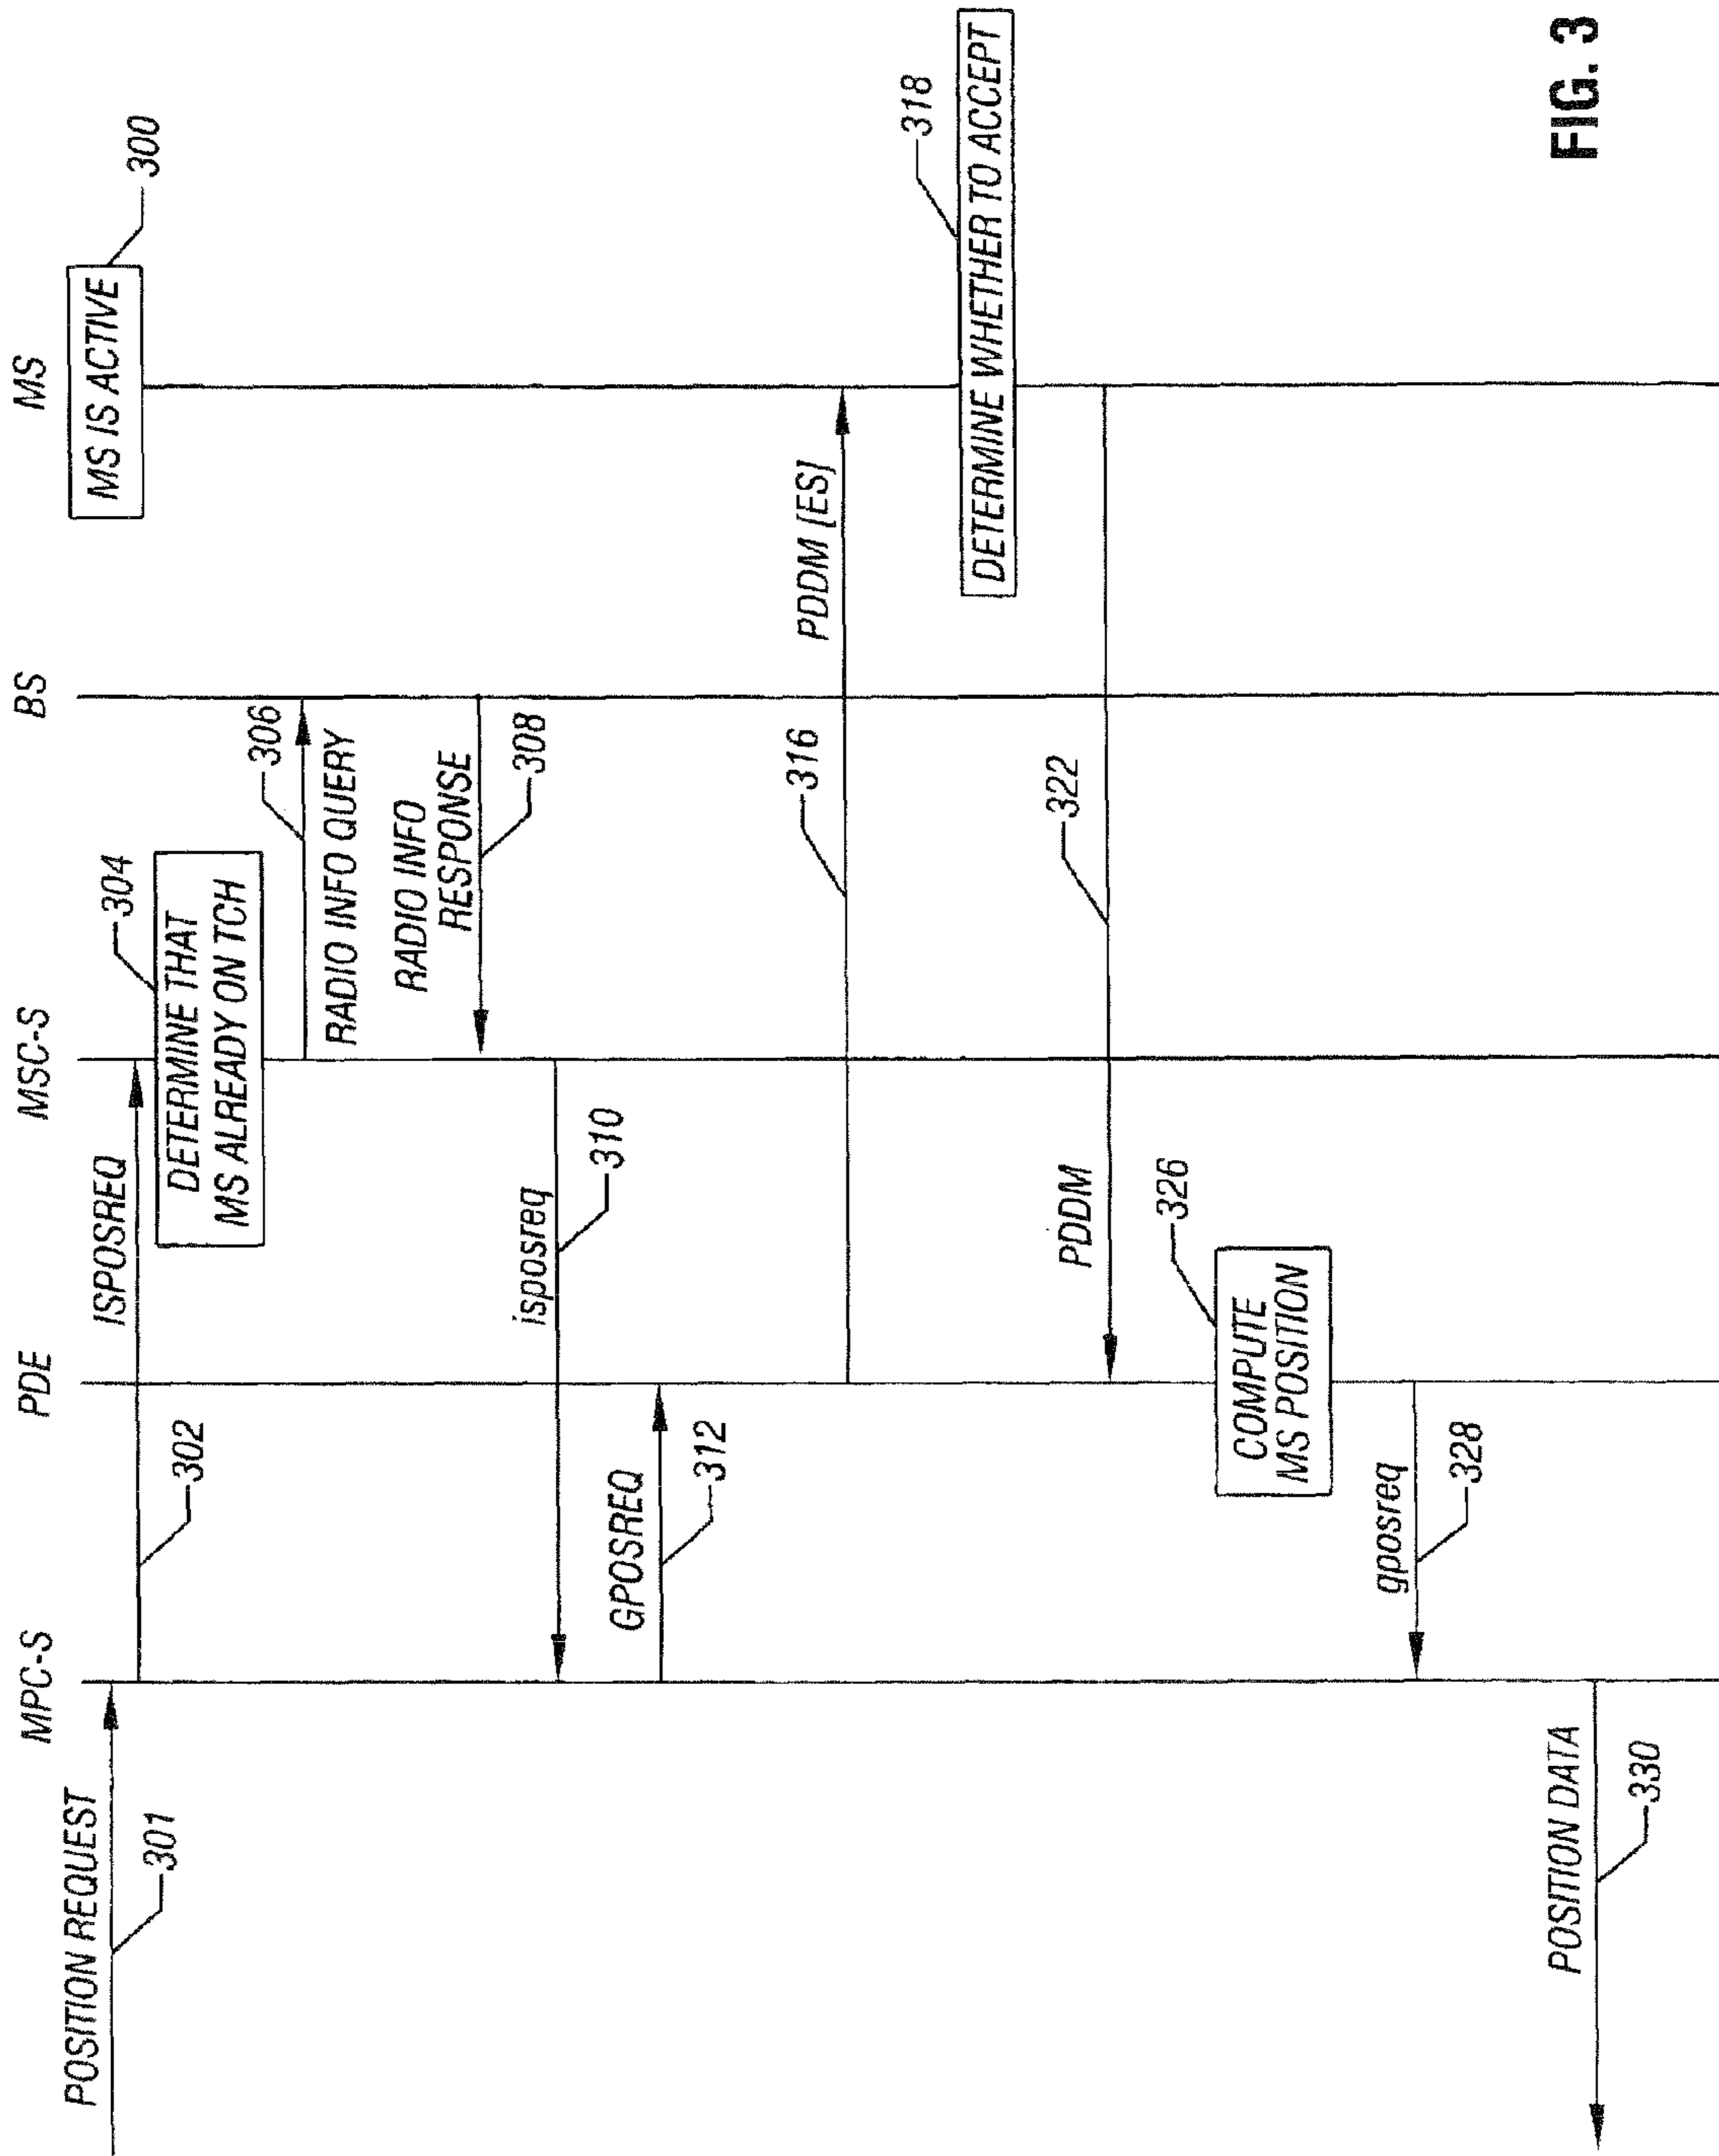 MPC-S
PDE
MSC-S
BS
MS
MS IS ACTIVE
300
POSITION REQUEST
301
ISPOSREQ
302
304
DETERMINE THAT
MS ALREADY ON TCH
306
RADIO INFO QUERY
RADIO INFO
RESPONSE
308
isposreq
310
GPOSREQ
312
PDDM [ES]
316
318
DETERMINE WHETHER TO ACCEPT
322
PDDM
326
COMPUTE
MS POSITION
gposreq
328
POSITION DATA
330
FIG. 3